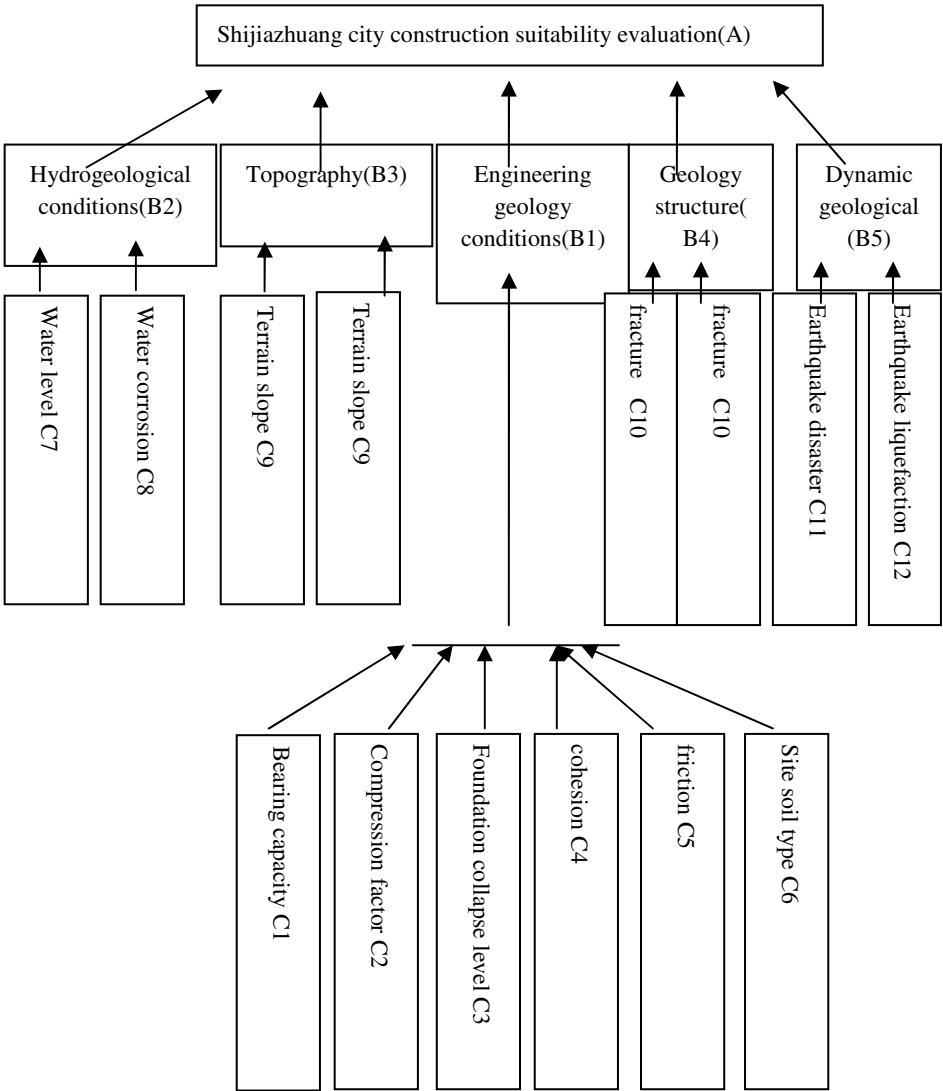 Shijiazhuang city construction suitability evaluation(A)
Hydrogeological
conditions(B2)
Topography(B3)
Engineering
geology
conditions(B1)
Geology
structure(
B4)
Dynamic
geological
(B5)
Water level C7
Water corrosion C8
Terrain slope C9
Terrain slope C9
fracture C10
fracture C10
Earthquake disaster C11
Earthquake liquefaction C12
Bearing capacity C1
Compression factor C2
Foundation collapse level C3
cohesion C4
friction C5
Site soil type C6